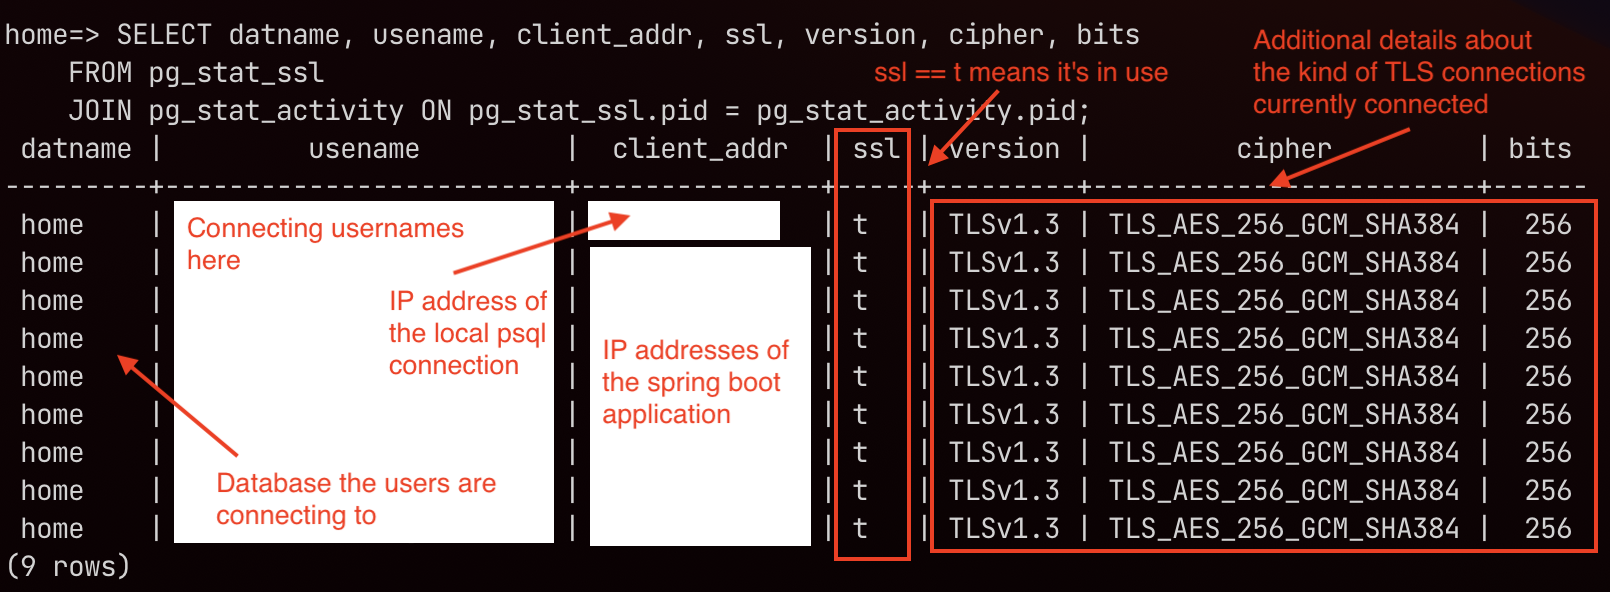 home=> SELECT datname, usename, client_addr, ssl, version, cipher, bits
FROM pg_stat_ssl
JOIN pg_stat_activity ON pg_stat_ssl.pid = pg_stat_activity.pid;
ssl == t means it's in use
Additional details about
the kind of TLS connections
currently connected
datname | usename | client_addr | ssl | version | cipher | bits
---------+-------------------------+---------------+-----+---------+------------------------+------
home | | | t | TLSv1.3 | TLS_AES_256_GCM_SHA384 | 256
home | | | t | TLSv1.3 | TLS_AES_256_GCM_SHA384 | 256
home | | | t | TLSv1.3 | TLS_AES_256_GCM_SHA384 | 256
home | | | t | TLSv1.3 | TLS_AES_256_GCM_SHA384 | 256
home | | | t | TLSv1.3 | TLS_AES_256_GCM_SHA384 | 256
home | | | t | TLSv1.3 | TLS_AES_256_GCM_SHA384 | 256
home | | | t | TLSv1.3 | TLS_AES_256_GCM_SHA384 | 256
home | | | t | TLSv1.3 | TLS_AES_256_GCM_SHA384 | 256
home | | | t | TLSv1.3 | TLS_AES_256_GCM_SHA384 | 256
(9 rows)
Connecting usernames
here
IP address of
the local psql
connection
IP addresses of
the spring boot
application
Database the users are
connecting to